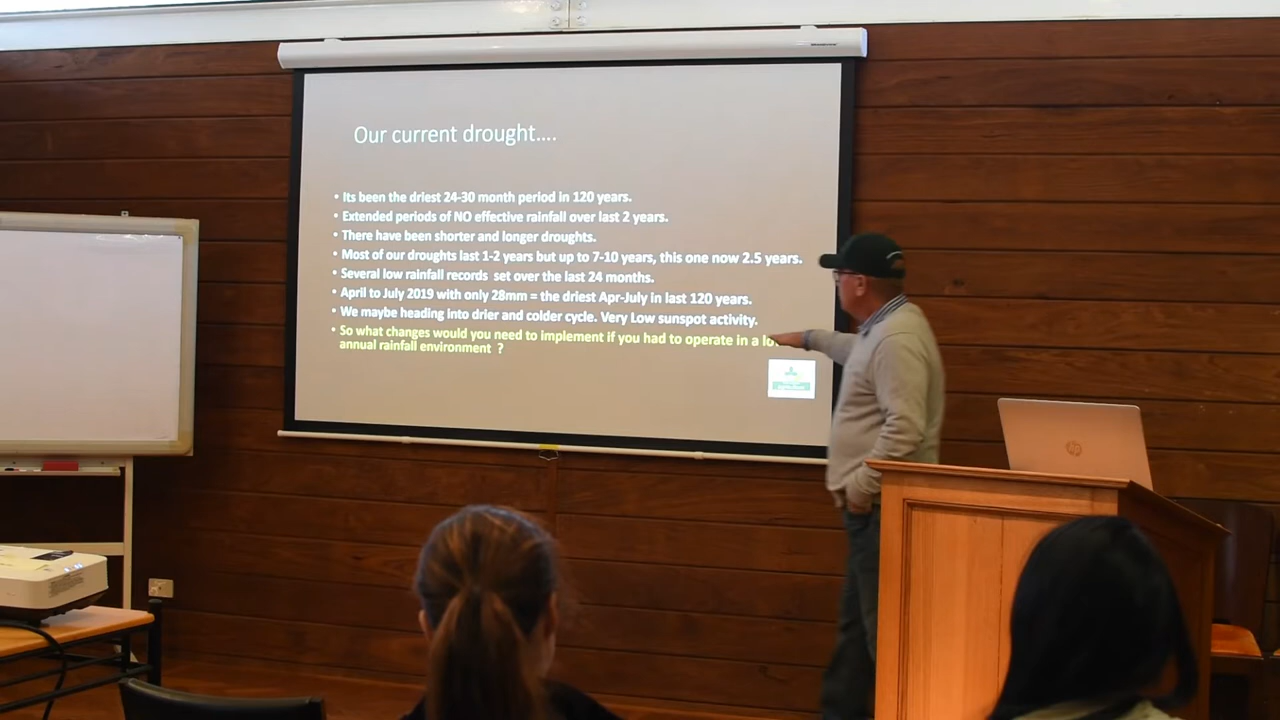 Our current drought....
• Its been the driest 24-30 month period in 120 years.
• Extended periods of NO effective rainfall over last 2 years.
• There have been shorter and longer droughts.
• Most of our droughts last 1-2 years but up to 7-10 years, this one now 2.5 years.
• Several low rainfall records set over the last 24 months.
• April to July 2019 with only 28mm = the driest Apr-July in last 120 years.
• We maybe heading into drier and colder cycle. Very Low sunspot activity.
• So what changes would you need to implement if you had to operate in a
annual rainfall environment ?
hp